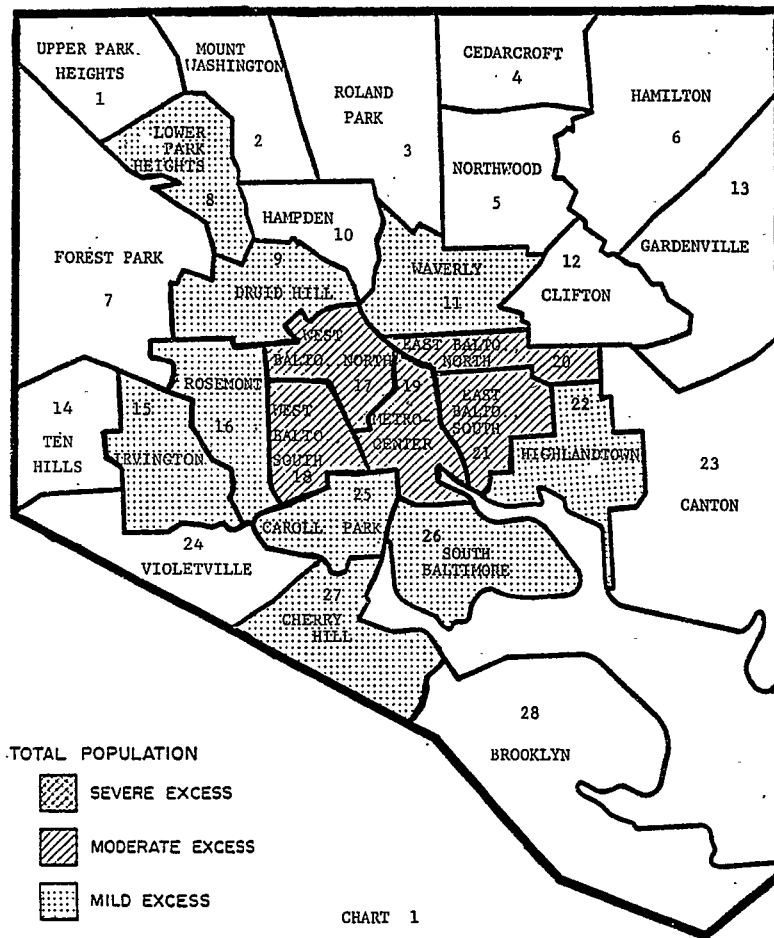 UPPER PARK.
HEIGHTS
1
MOUNT
WASHINGTON
2
ROLAND
PARK
3
CEDARCROFT
4
HAMILTON
6
NORTHWOOD
5
13
GARDENVILLE
LOWER
PARK
HEIGHTS
8
HAMPDEN
10
FOREST PARK
7
9
DRUID HILL
WAVERLY
11
12
CLIFTON
WEST
BALTO., NORTH
17
EAST BALTO.,
NORTH
20
ROSEMONT
16
19
METRO-
CENTER
EAST
BALTO.,
SOUTH
21
22
HIGHLANDTOWN
14
TEN
HILLS
15
IRVINGTON
WEST
BALTO.,
SOUTH
18
23
CANTON
25
CAROLL PARK
24
VIOLETVILLE
26
SOUTH
BALTIMORE
27
CHERRY
HILL
28
BROOKLYN
TOTAL POPULATION
SEVERE EXCESS
MODERATE EXCESS
MILD EXCESS
CHART 1